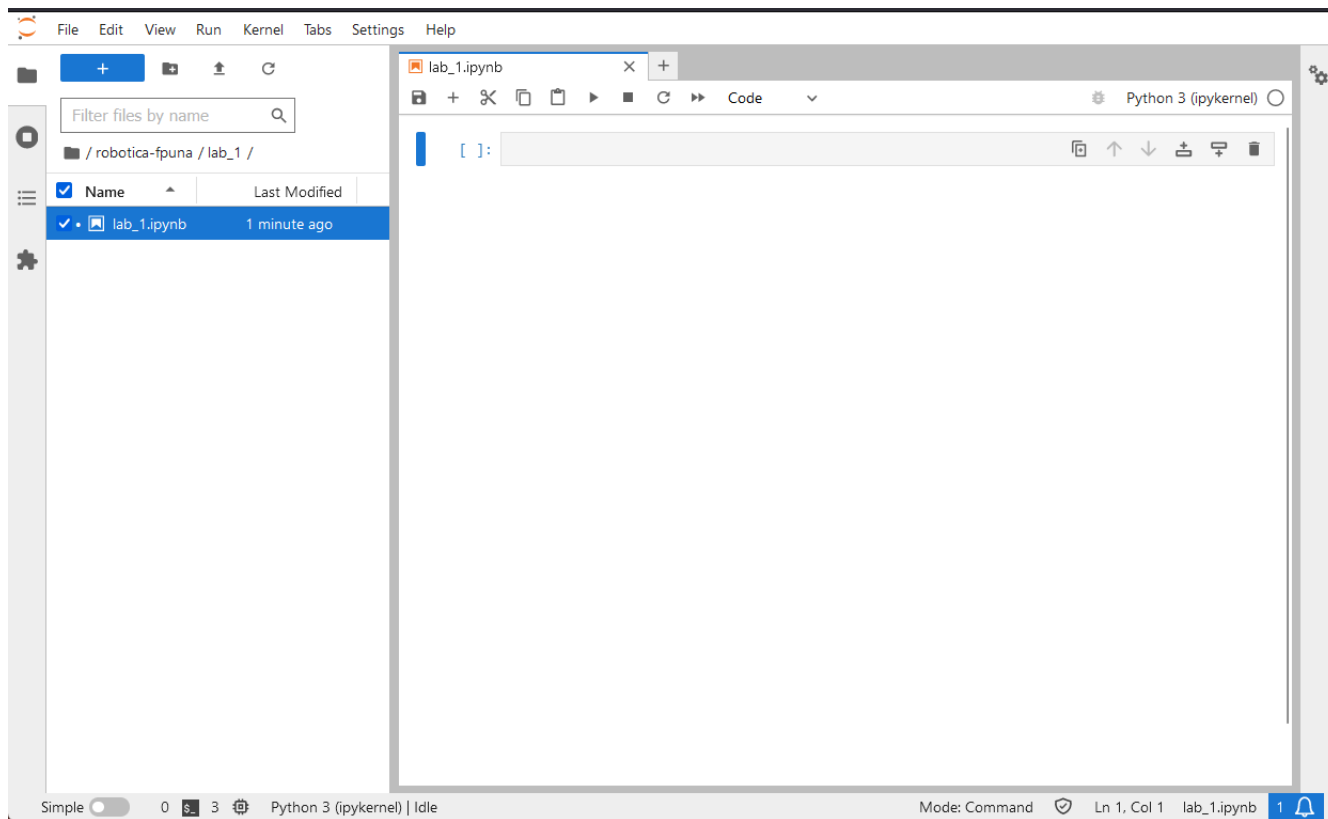 File Edit View Run Kernel Tabs Settings Help
Filter files by name
/ robotica-fpuna / lab_1 /
Name Last Modified
lab_1.ipynb 1 minute ago
lab_1.ipynb
Code Python 3 (ipykernel)
[ ]:
Simple 0 $_ 3 Python 3 (ipykernel) | Idle Mode: Command Ln 1, Col 1 lab_1.ipynb 1